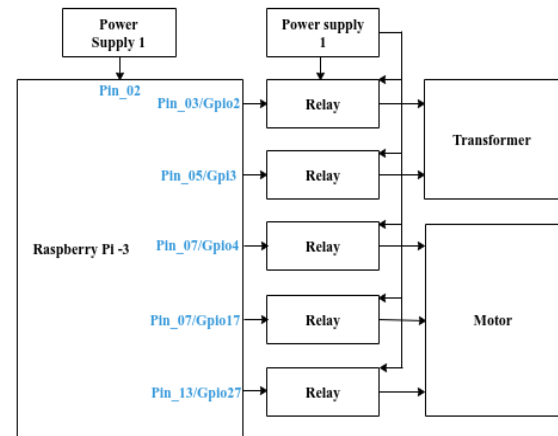 Power
Supply 1
Power supply
1
Pin_02
Pin_03/Gpio2
Relay
Transformer
Pin_05/Gpi3
Relay
Raspberry Pi -3
Pin_07/Gpio4
Relay
Pin_07/Gpio17
Relay
Motor
Pin_13/Gpio27
Relay